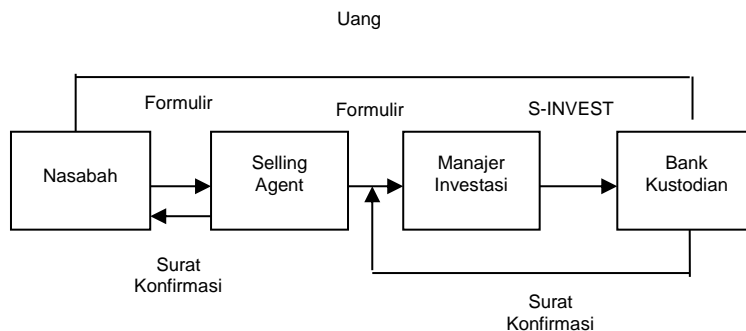 Uang
Formulir
Formulir
S-INVEST
Nasabah
Selling
Agent
Manajer
Investasi
Bank
Kustodian
Surat
Konfirmasi
Surat
Konfirmasi